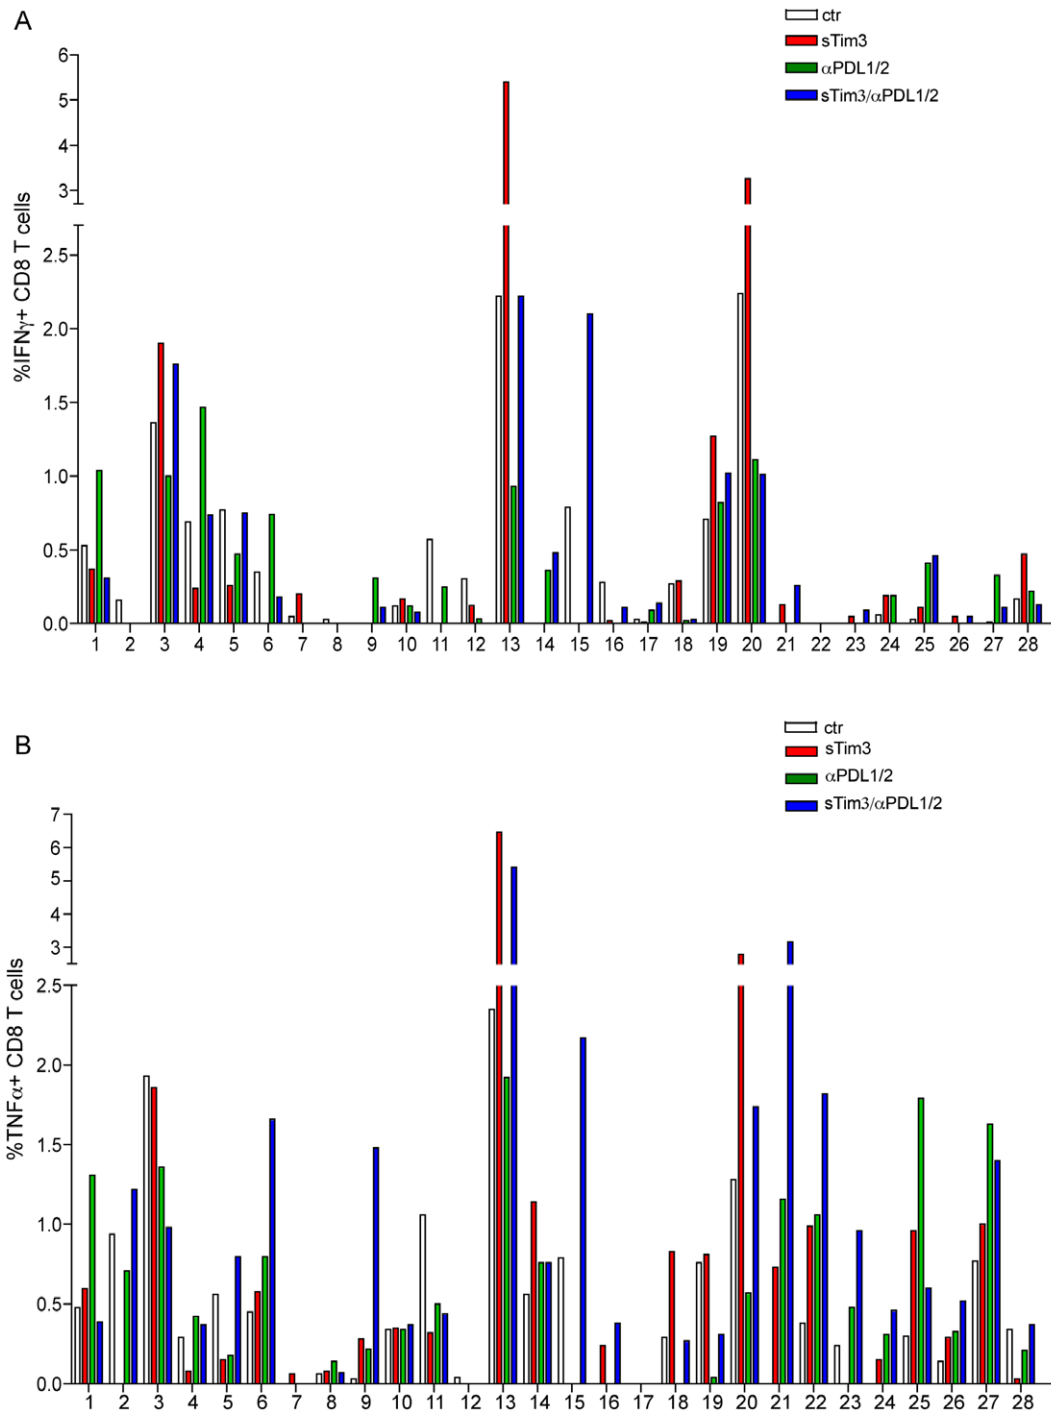 A
ctr
sTim3
αPDL1/2
sTim3/αPDL1/2
%IFNγ+ CD8 T cells
6
5
4
3
2.5
2.0
1.5
1.0
0.5
0.0
1 2 3 4 5 6 7 8 9 10 11 12 13 14 15 16 17 18 19 20 21 22 23 24 25 26 27 28
B
ctr
sTim3
αPDL1/2
sTim3/αPDL1/2
%TNFα+ CD8 T cells
7
6
5
4
3
2.5
2.0
1.5
1.0
0.5
0.0
1 2 3 4 5 6 7 8 9 10 11 12 13 14 15 16 17 18 19 20 21 22 23 24 25 26 27 28